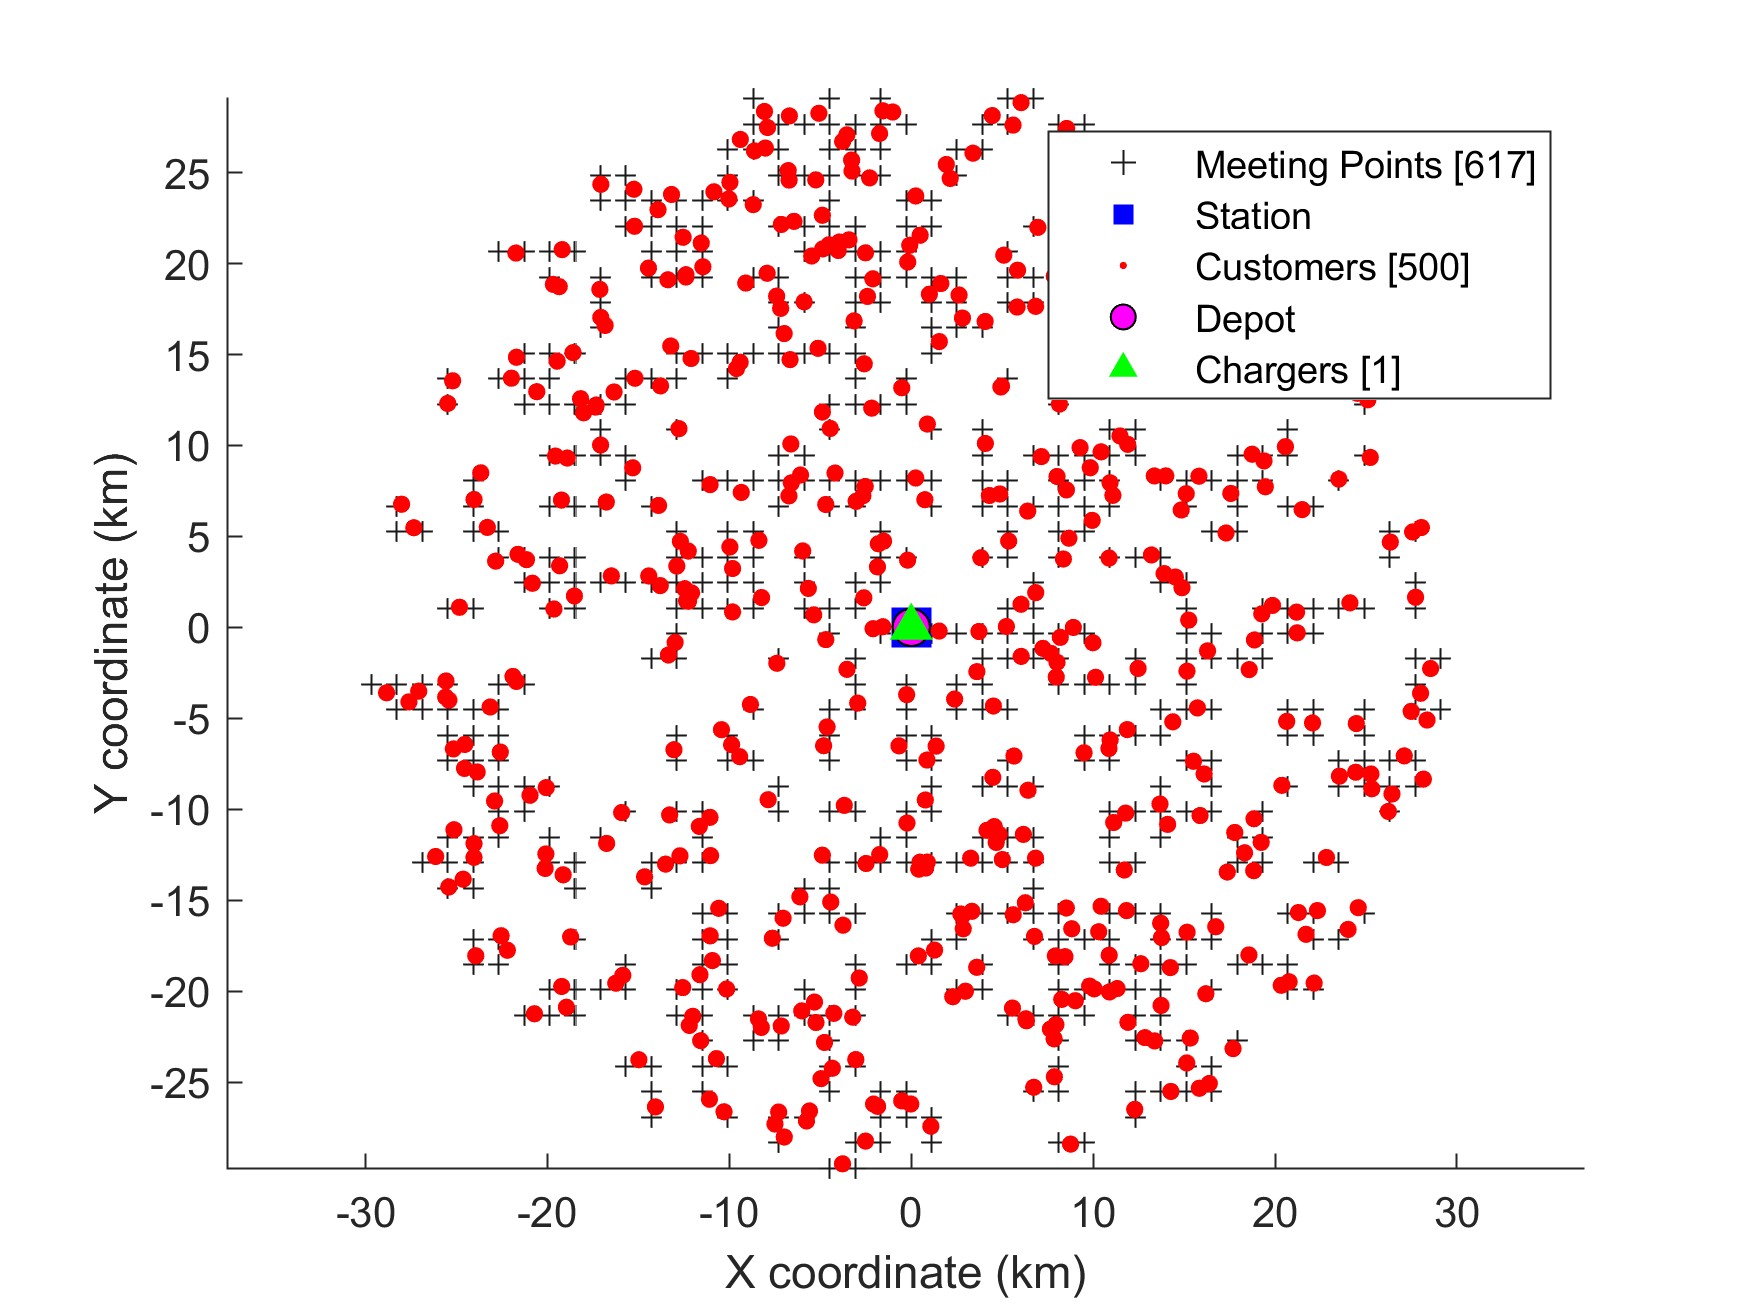 25
20
15
10
5
0
-5
-10
-15
-20
-25
Y coordinate (km)
Meeting Points [617]
Station
Customers [500]
Depot
Chargers [1]
-30 -20 -10 0 10 20 30
X coordinate (km)